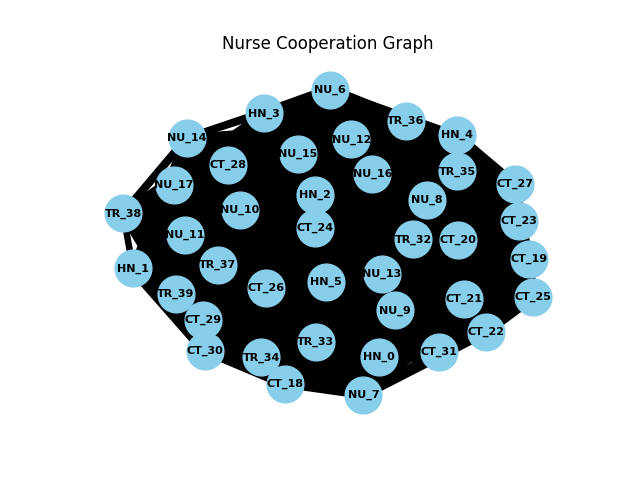 Nurse Cooperation Graph
NU_6
HN_3
TR_36
HN_4
NU_14
NU_12
NU_15
CT_28
TR_35
NU_16
NU_17
CT_27
HN_2
NU_8
NU_10
TR_38
CT_23
CT_24
NU_11
TR_32
CT_20
CT_19
TR_37
HN_1
NU_13
HN_5
CT_26
TR_39
CT_25
CT_21
NU_9
CT_29
CT_22
TR_33
CT_30
CT_31
TR_34
HN_0
CT_18
NU_7